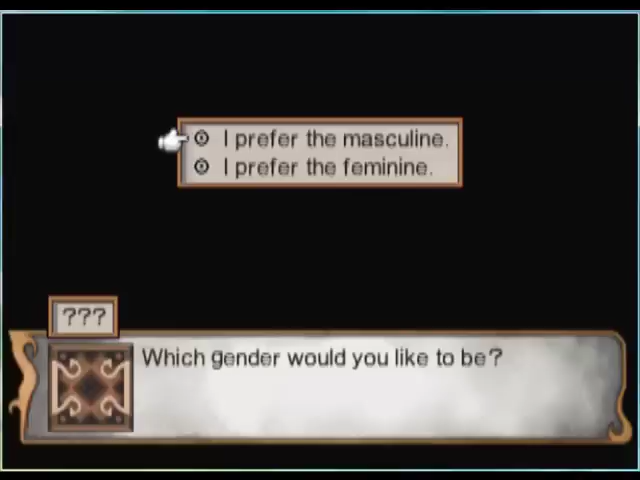 I prefer the masculine.
I prefer the feminine.
???
Which gender would you like to be?